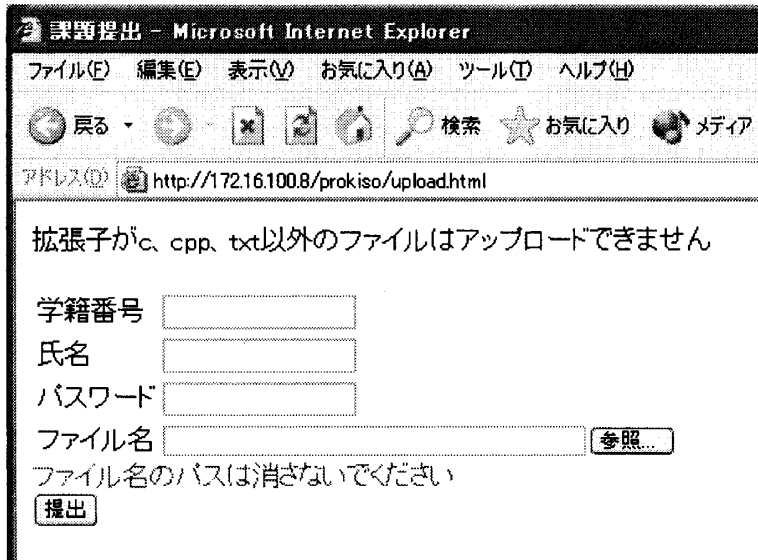 課題提出 - Microsoft Internet Explorer
ファイル(F) 編集(E) 表示(V) お気に入り(A) ツール(T) ヘルプ(H)
戻る 検索 お気に入り メディア
アドレス(D) http://172.16.100.8/prokiso/upload.html
拡張子がc、cpp、txt以外のファイルはアップロードできません
学籍番号
氏名
パスワード
ファイル名 参照...
ファイル名のパスは消さないでください
提出